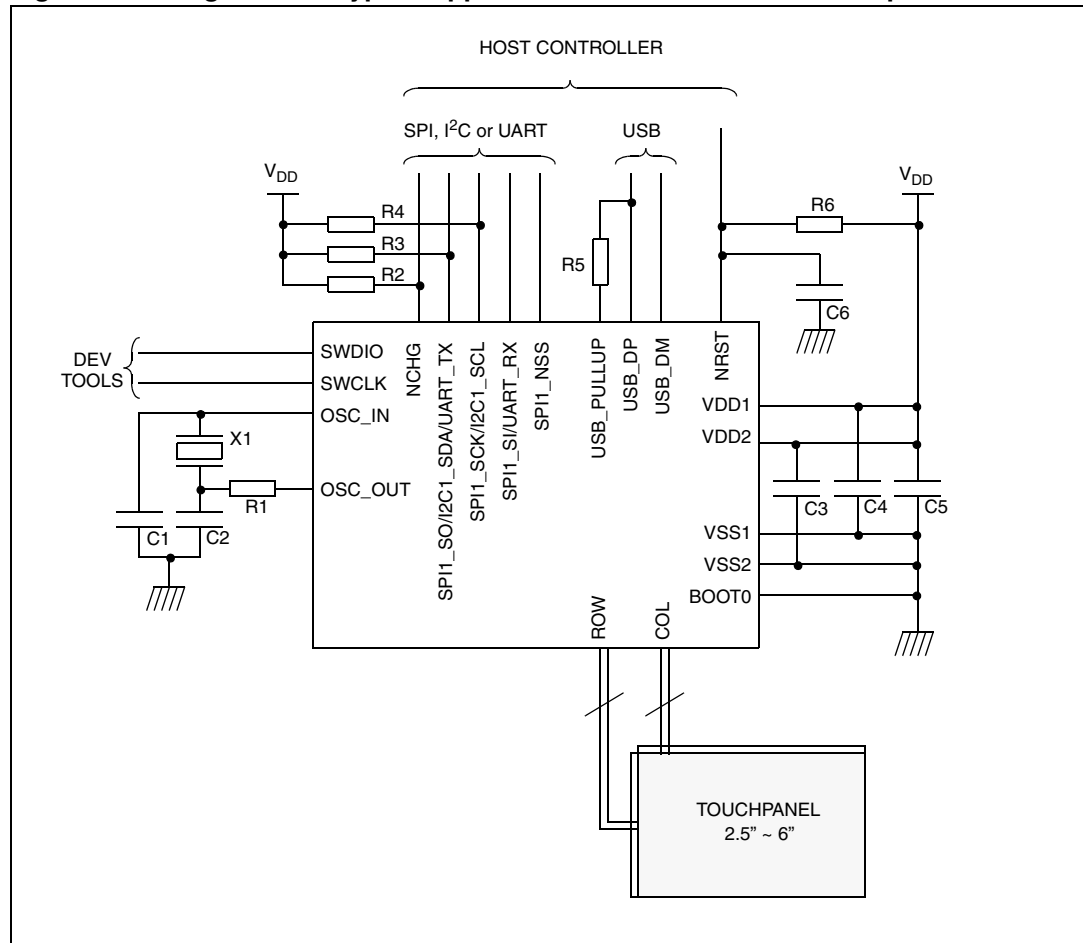 HOST CONTROLLER
SPI, I²C or UART
USB
V_DD
V_DD
R4
R3
R2
R5
R6
C6
DEV
TOOLS
SWDIO
SWCLK
OSC_IN
OSC_OUT
X1
R1
C1
C2
NCHG
SPI1_SO/I2C1_SDA/UART_TX
SPI1_SCK/I2C1_SCL
SPI1_SI/UART_RX
SPI1_NSS
USB_PULLUP
USB_DP
USB_DM
NRST
VDD1
VDD2
C3
C4
C5
VSS1
VSS2
BOOT0
ROW
COL
TOUCHPANEL
2.5” ~ 6”